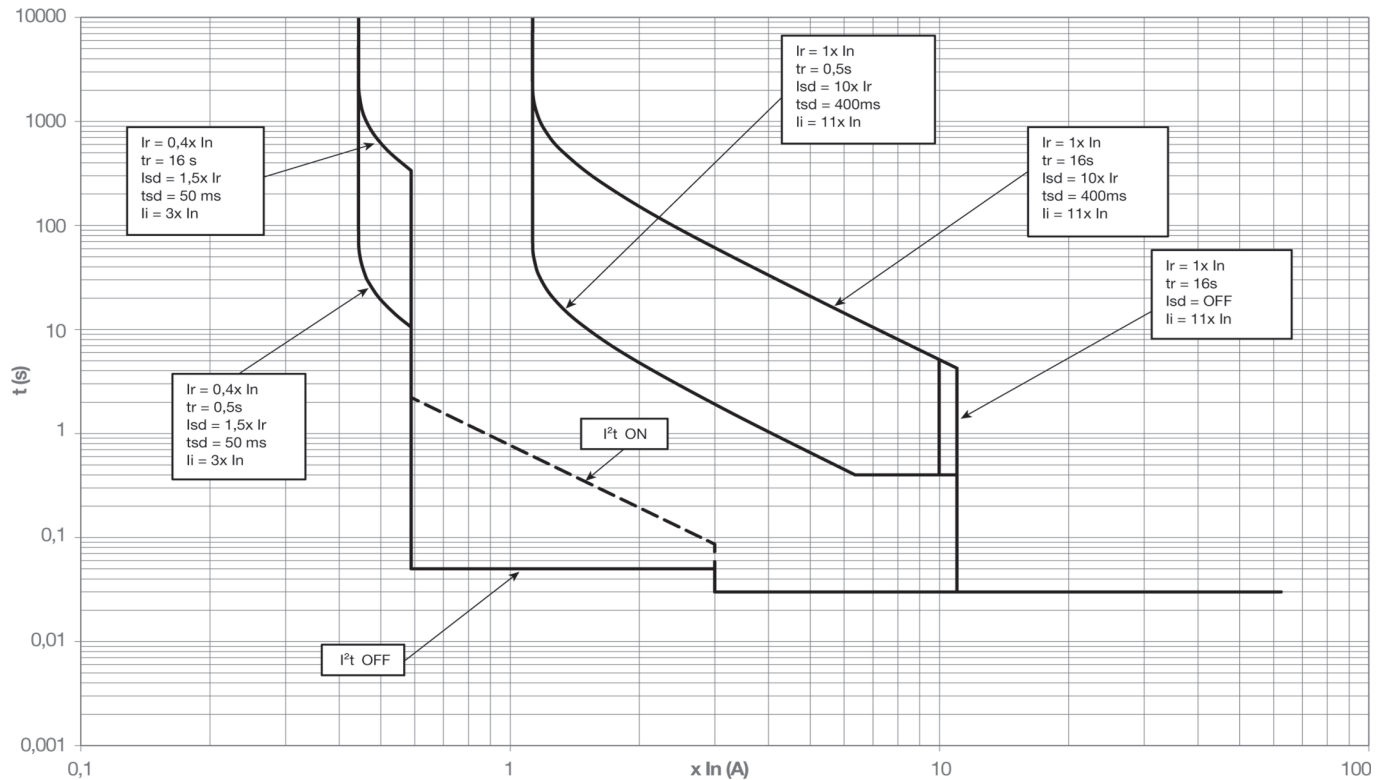 10000
1000
100
10
1
0,1
0,01
0,001
t (s)
Ir = 0,4x In
tr = 16 s
Isd = 1,5x Ir
tsd = 50 ms
Ii = 3x In
Ir = 0,4x In
tr = 0,5s
Isd = 1,5x Ir
tsd = 50 ms
Ii = 3x In
Ir = 1x In
tr = 0,5s
Isd = 10x Ir
tsd = 400ms
Ii = 11x In
Ir = 1x In
tr = 16s
Isd = 10x Ir
tsd = 400ms
Ii = 11x In
Ir = 1x In
tr = 16s
Isd = OFF
Ii = 11x In
I²t ON
I²t OFF
0,1
1
x In (A)
10
100